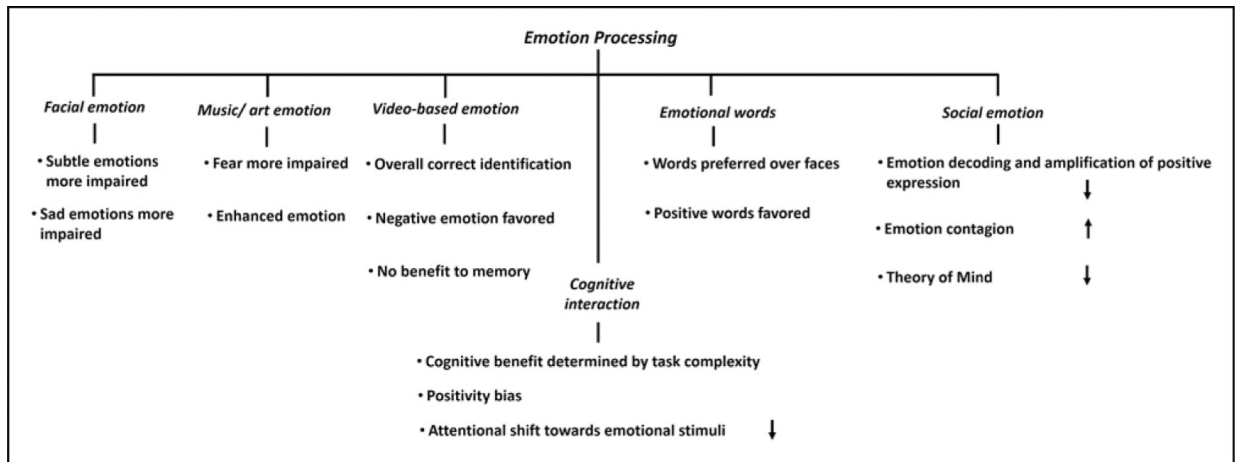 Emotion Processing
Facial emotion
• Subtle emotions
more impaired
• Sad emotions more
impaired
Music/ art emotion
• Fear more impaired
• Enhanced emotion
Video-based emotion
• Overall correct identification
• Negative emotion favored
• No benefit to memory
Cognitive
interaction
• Cognitive benefit determined by task complexity
• Positivity bias
• Attentional shift towards emotional stimuli ↓
Emotional words
• Words preferred over faces
• Positive words favored
Social emotion
• Emotion decoding and amplification of positive
expression ↓
• Emotion contagion ↑
• Theory of Mind ↓